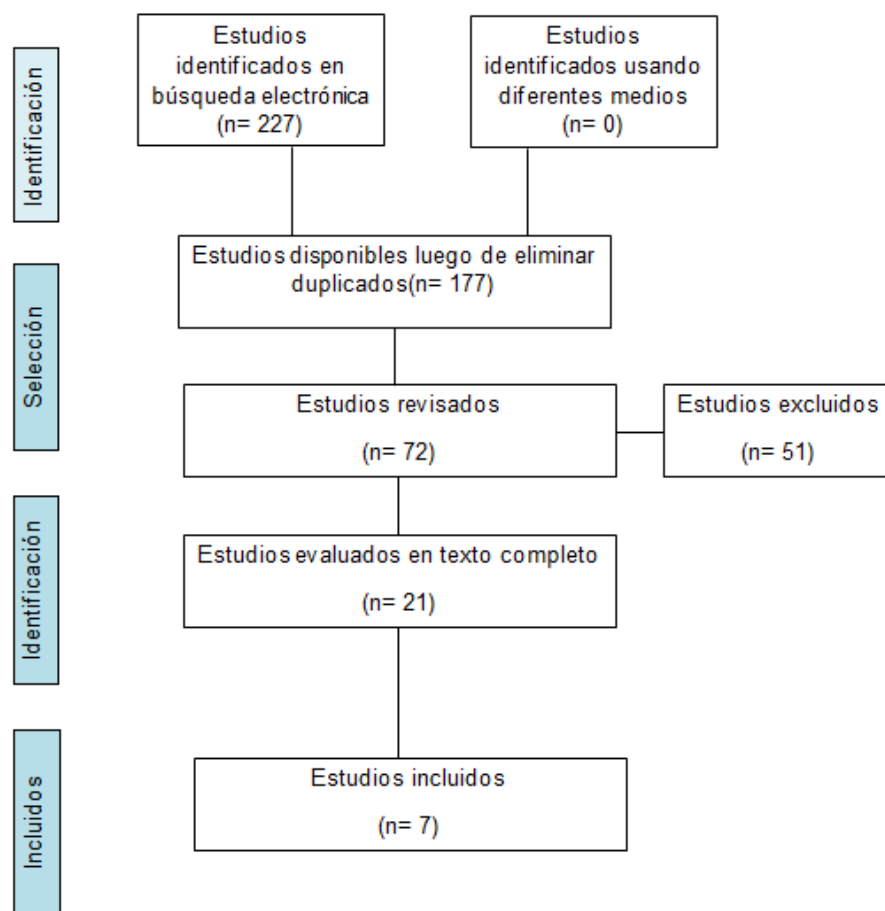 Identificación
Estudios
identificados en
búsqueda electrónica
(n= 227)
Estudios
identificados usando
diferentes medios
(n= 0)
Estudios disponibles luego de eliminar
duplicados(n= 177)
Selección
Estudios revisados
(n= 72)
Estudios excluidos
(n= 51)
Identificación
Estudios evaluados en texto completo
(n= 21)
Incluidos
Estudios incluidos
(n= 7)